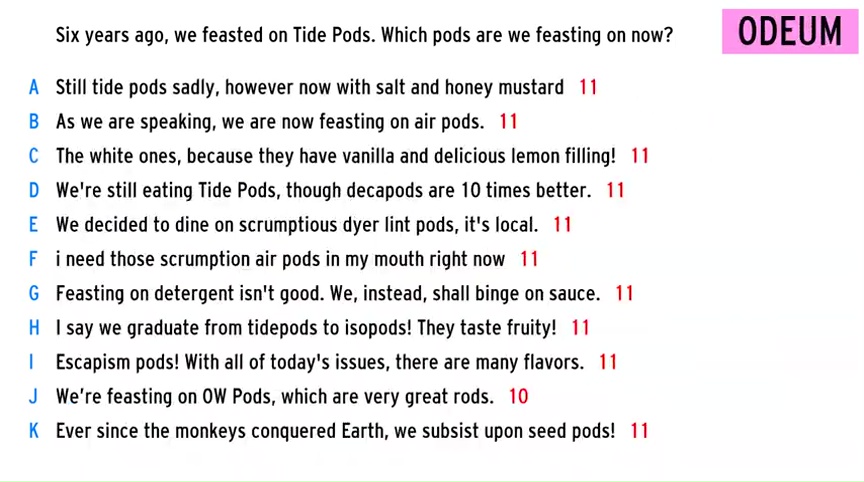 Six years ago, we feasted on Tide Pods. Which pods are we feasting on now?
ODEUM
A Still tide pods sadly, however now with salt and honey mustard 11
B As we are speaking, we are now feasting on air pods. 11
C The white ones, because they have vanilla and delicious lemon filling! 11
D We're still eating Tide Pods, though decapods are 10 times better. 11
E We decided to dine on scrumptious dyer lint pods, it's local. 11
F i need those scrumption air pods in my mouth right now 11
G Feasting on detergent isn't good. We, instead, shall binge on sauce. 11
H I say we graduate from tidepods to isopods! They taste fruity! 11
I Escapism pods! With all of today's issues, there are many flavors. 11
J We’re feasting on OW Pods, which are very great rods. 10
K Ever since the monkeys conquered Earth, we subsist upon seed pods! 11